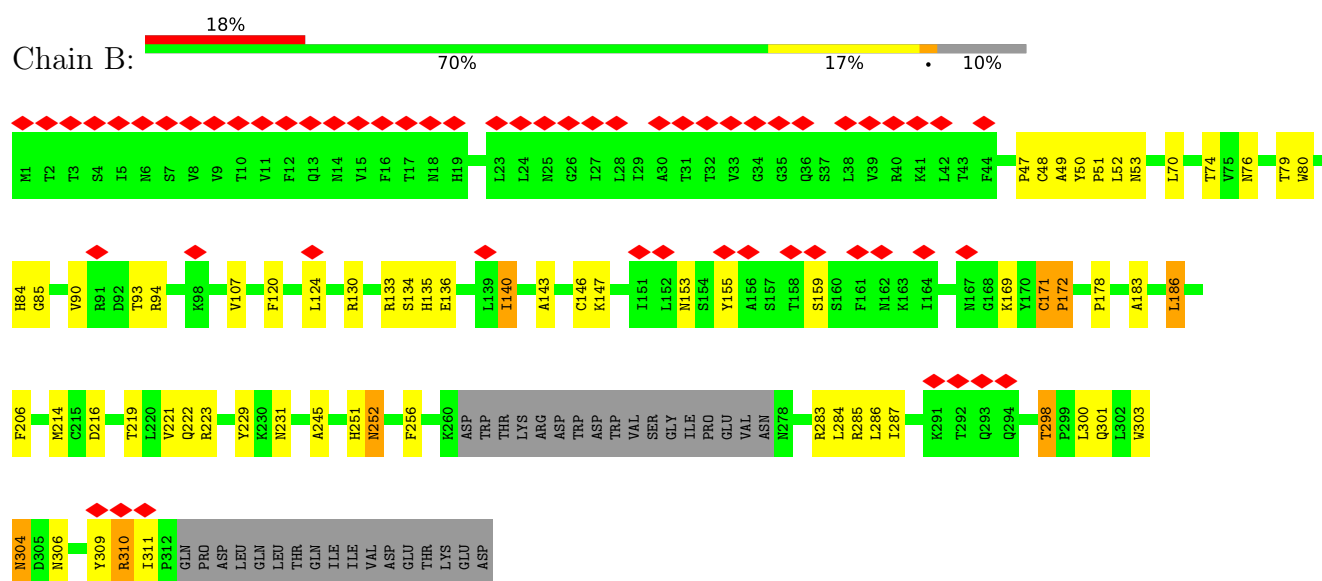 18%
Chain B:
70% 17% • 10%
M1 T2 T3 S4 I5 N6 S7 V8 V9 T10 V11 F12 Q13 N14 V15 F16 T17 N18 H19 L23 L24 N25 G26 I27 L28 I29 A30 T31 T32 V33 G34 G35 Q36 S37 L38 V39 R40 K41 L42 T43 F44 P47 C48 A49 Y50 P51 L52 N53 L70 T74 V75 N76 T79 W80
H84 G85 V90 R91 D92 T93 R94 K98 V107 F120 L124 R130 R133 S134 H135 E136 L139 I140 A143 C146 K147 I151 L152 N153 S154 Y155 A156 S157 T158 S159 S160 F161 N162 K163 I164 N167 G168 K169 Y170 C171 P172 P178 A183 L186
F206 M214 C215 D216 T219 L220 V221 Q222 R223 Y229 K230 N231 A245 H251 N252 F256 K260 ASP TRP THR LYS ARG ASP TRP ASP TRP VAL SER GLY ILE PRO GLU VAL ASN N278 R283 L284 R285 L286 I287 K291 T292 Q293 Q294 T298 P299 L300 Q301 L302 W303
N304 D305 N306 Y309 R310 I311 P312 GLN PRO ASP LEU GLN LEU THR GLN ILE ILE VAL ASP GLU THR LYS GLU ASP